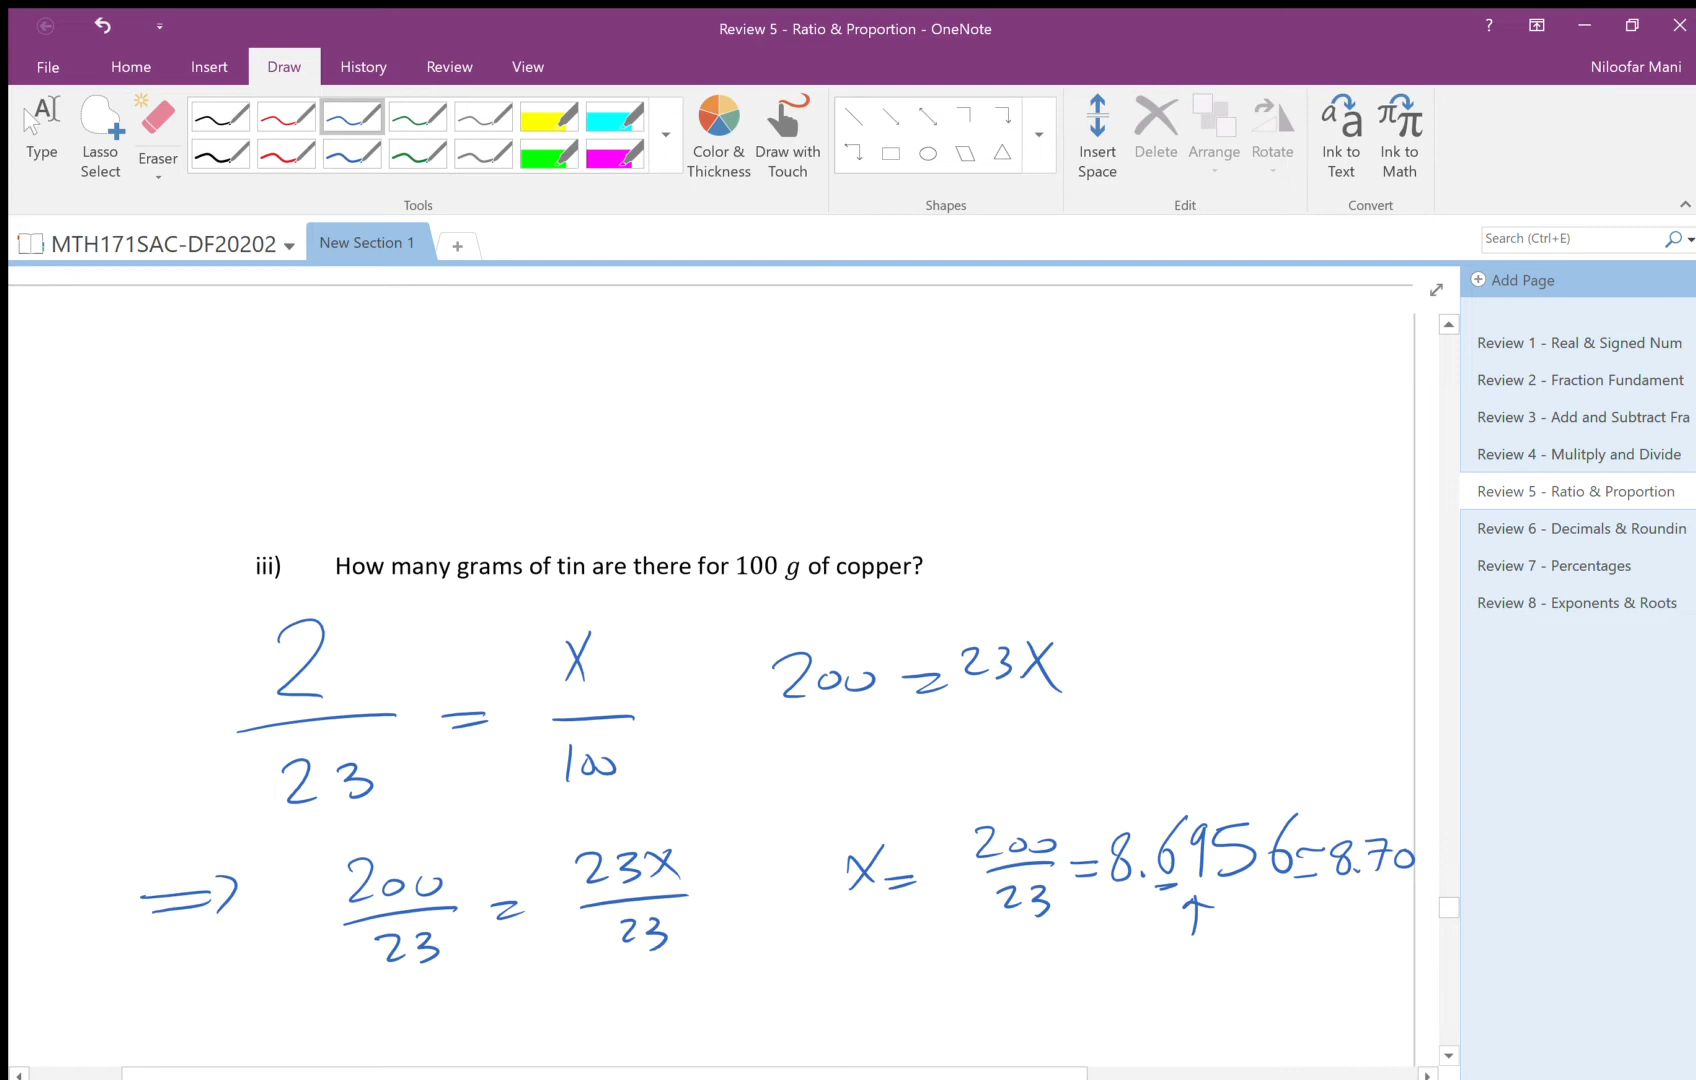 Review 5 - Ratio & Proportion - OneNote
?
File Home Insert Draw History Review View
Niloofar Mani
Type
Lasso Select
Eraser
Color & Thickness
Draw with Touch
Insert Space
Delete
Arrange
Rotate
Ink to Text
Ink to Math
Tools Shapes Edit Convert
MTH171SAC-DF20202
New Section 1
+
Search (Ctrl+E)
Add Page
Review 1 - Real & Signed Num
Review 2 - Fraction Fundament
Review 3 - Add and Subtract Fra
Review 4 - Mulitply and Divide
Review 5 - Ratio & Proportion
Review 6 - Decimals & Roundin
Review 7 - Percentages
Review 8 - Exponents & Roots
iii) How many grams of tin are there for 100 g of copper?
2/23 = x/100
200 = 23x
⇒ 200/23 = 23x/23
x = 200/23 = 8.6956 = 8.70